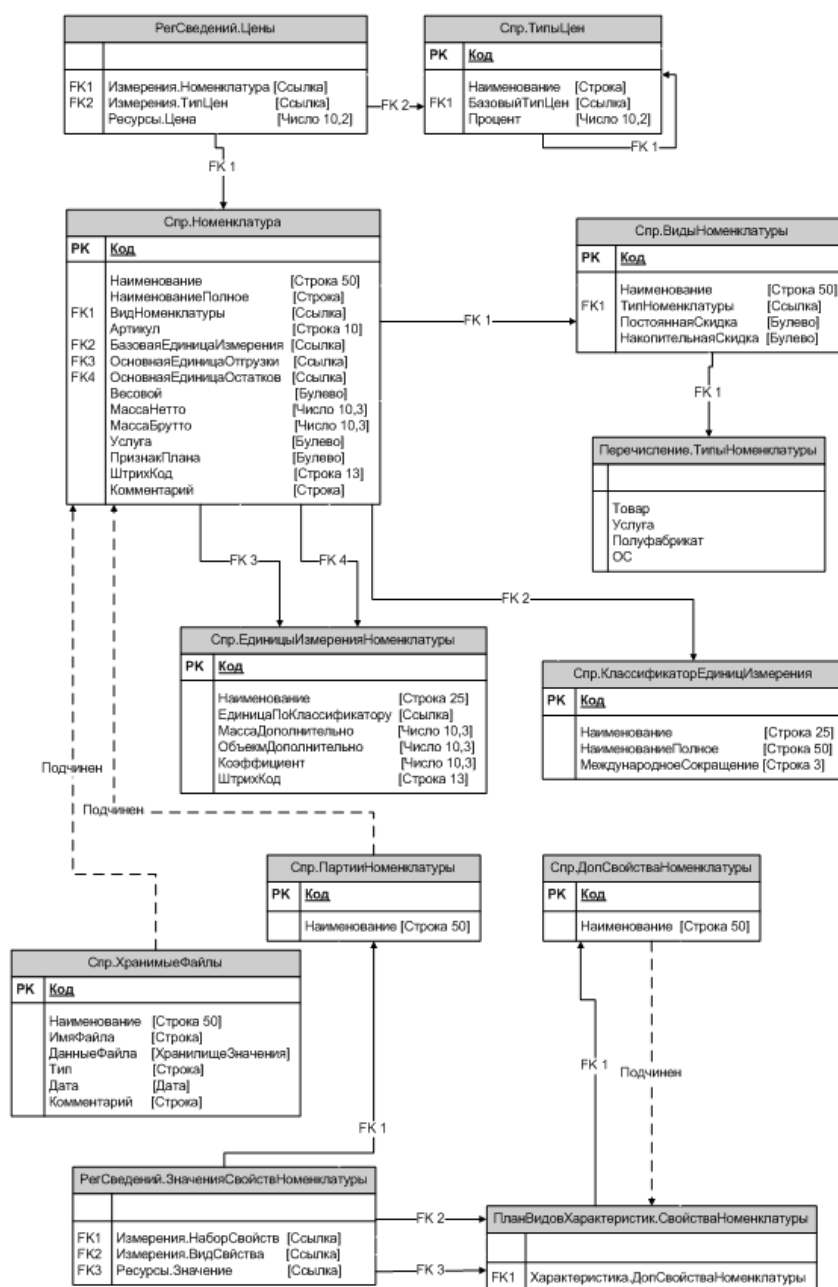 РегСведений.Цены
FK1 Измерения.Номенклатура [Ссылка]
FK2 Измерения.ТипЦен [Ссылка]
Ресурсы.Цена [Число 10,2]
FK 2
Спр.ТипыЦен
PK Код
Наименование [Строка]
FK1 БазовыйТипЦен [Ссылка]
Процент [Число 10,2]
FK 1
FK 1
Спр.Номенклатура
PK Код
Наименование [Строка 50]
НаименованиеПолное [Строка]
FK1 ВидНоменклатуры [Ссылка]
Артикул [Строка 10]
FK2 БазоваяЕдиницаИзмерения [Ссылка]
FK3 ОсновнаяЕдиницаОтгрузки [Ссылка]
FK4 ОсновнаяЕдиницаОстатков [Ссылка]
Весовой [Булево]
МассаНетто [Число 10,3]
МассаБрутто [Число 10,3]
Услуга [Булево]
ПризнакПлана [Булево]
ШтрихКод [Строка 13]
Комментарий [Строка]
FK 1
Спр.ВидыНоменклатуры
PK Код
Наименование [Строка 50]
FK1 ТипНоменклатуры [Ссылка]
ПостояннаяСкидка [Булево]
НакопительнаяСкидка [Булево]
FK 1
Перечисление.ТипыНоменклатуры
Товар
Услуга
Полуфабрикат
ОС
FK 3
FK 4
FK 2
Спр.ЕдиницыИзмеренияНоменклатуры
PK Код
Наименование [Строка 25]
ЕдиницаПоКлассификатору [Ссылка]
МассаДополнительно [Число 10,3]
ОбъекмДополнительно [Число 10,3]
Коэффициент [Число 10,3]
ШтрихКод [Строка 13]
Спр.КлассификаторЕдиницИзмерения
PK Код
Наименование [Строка 25]
НаименованиеПолное [Строка 50]
МеждународноеСокращение [Строка 3]
Подчинен
Подчинен
Спр.ПартииНоменклатуры
PK Код
Наименование [Строка 50]
Спр.ДопСвойстваНоменклатуры
PK Код
Наименование [Строка 50]
Спр.ХранимыеФайлы
PK Код
Наименование [Строка 50]
ИмяФайла [Строка]
ДанныеФайла [ХранилищеЗначения]
Тип [Строка]
Дата [Дата]
Комментарий [Строка]
FK 1
FK 1
Подчинен
РегСведений.ЗначенияСвойствНоменклатуры
FK1 Измерения.НаборСвойств [Ссылка]
FK2 Измерения.ВидСвйства [Ссылка]
FK3 Ресурсы.Значение [Ссылка]
FK 2
FK 3
ПланВидовХарактеристик.СвойстваНоменклатуры
FK1 Характеристика.ДопСвойстваНоменклатуры